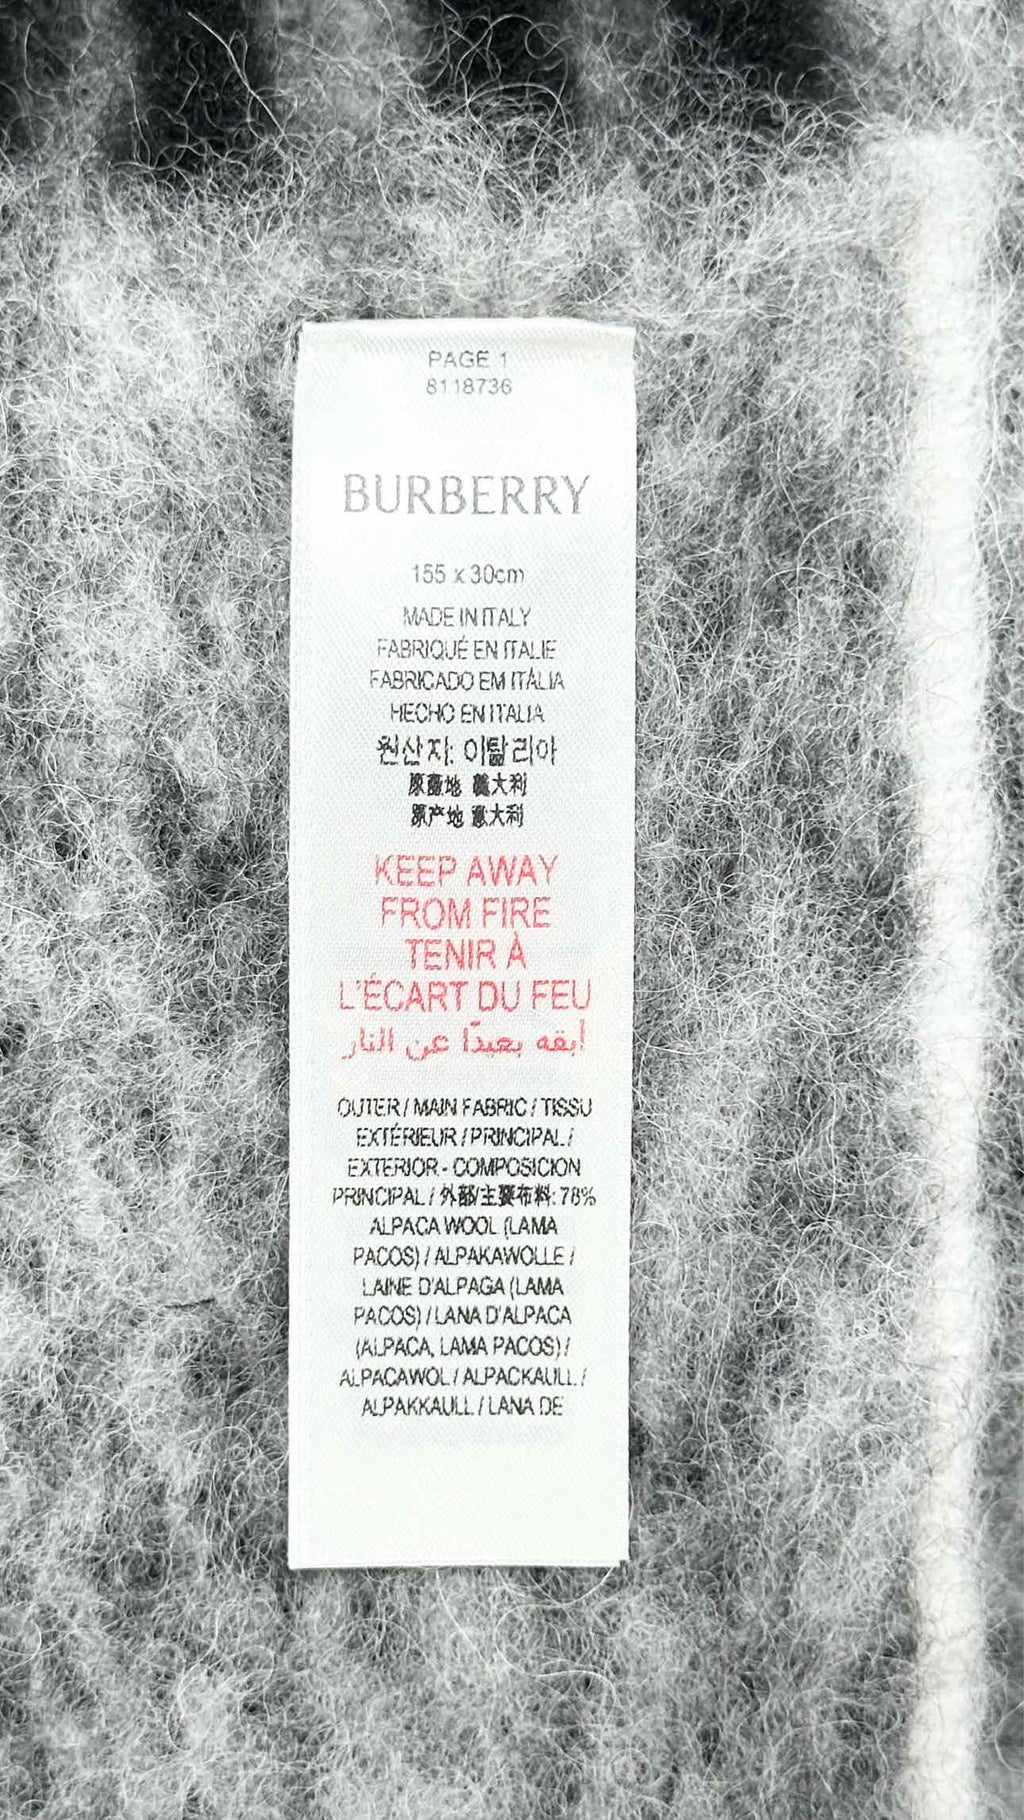 PAGE 1
8118736
BURBERRY
155 x 30cm
MADE IN ITALY
FABRIQUÉ EN ITALIE
FABRICADO EM ITÁLIA
HECHO EN ITALIA
원산지: 이탈리아
原產地 義大利
原产地 意大利
KEEP AWAY
FROM FIRE
TENIR À
L'ÉCART DU FEU
أبقه بعيدًا عن النار
OUTER / MAIN FABRIC / TISSU
EXTÉRIEUR / PRINCIPAL /
EXTERIOR - COMPOSICION
PRINCIPAL / 外部/主要布料: 78%
ALPACA WOOL (LAMA
PACOS) / ALPAKAWOLLE /
LAINE D'ALPAGA (LAMA
PACOS) / LANA D'ALPACA
(ALPACA, LAMA PACOS) /
ALPACAWOL / ALPACKAULL /
ALPAKKAULL / LANA DE